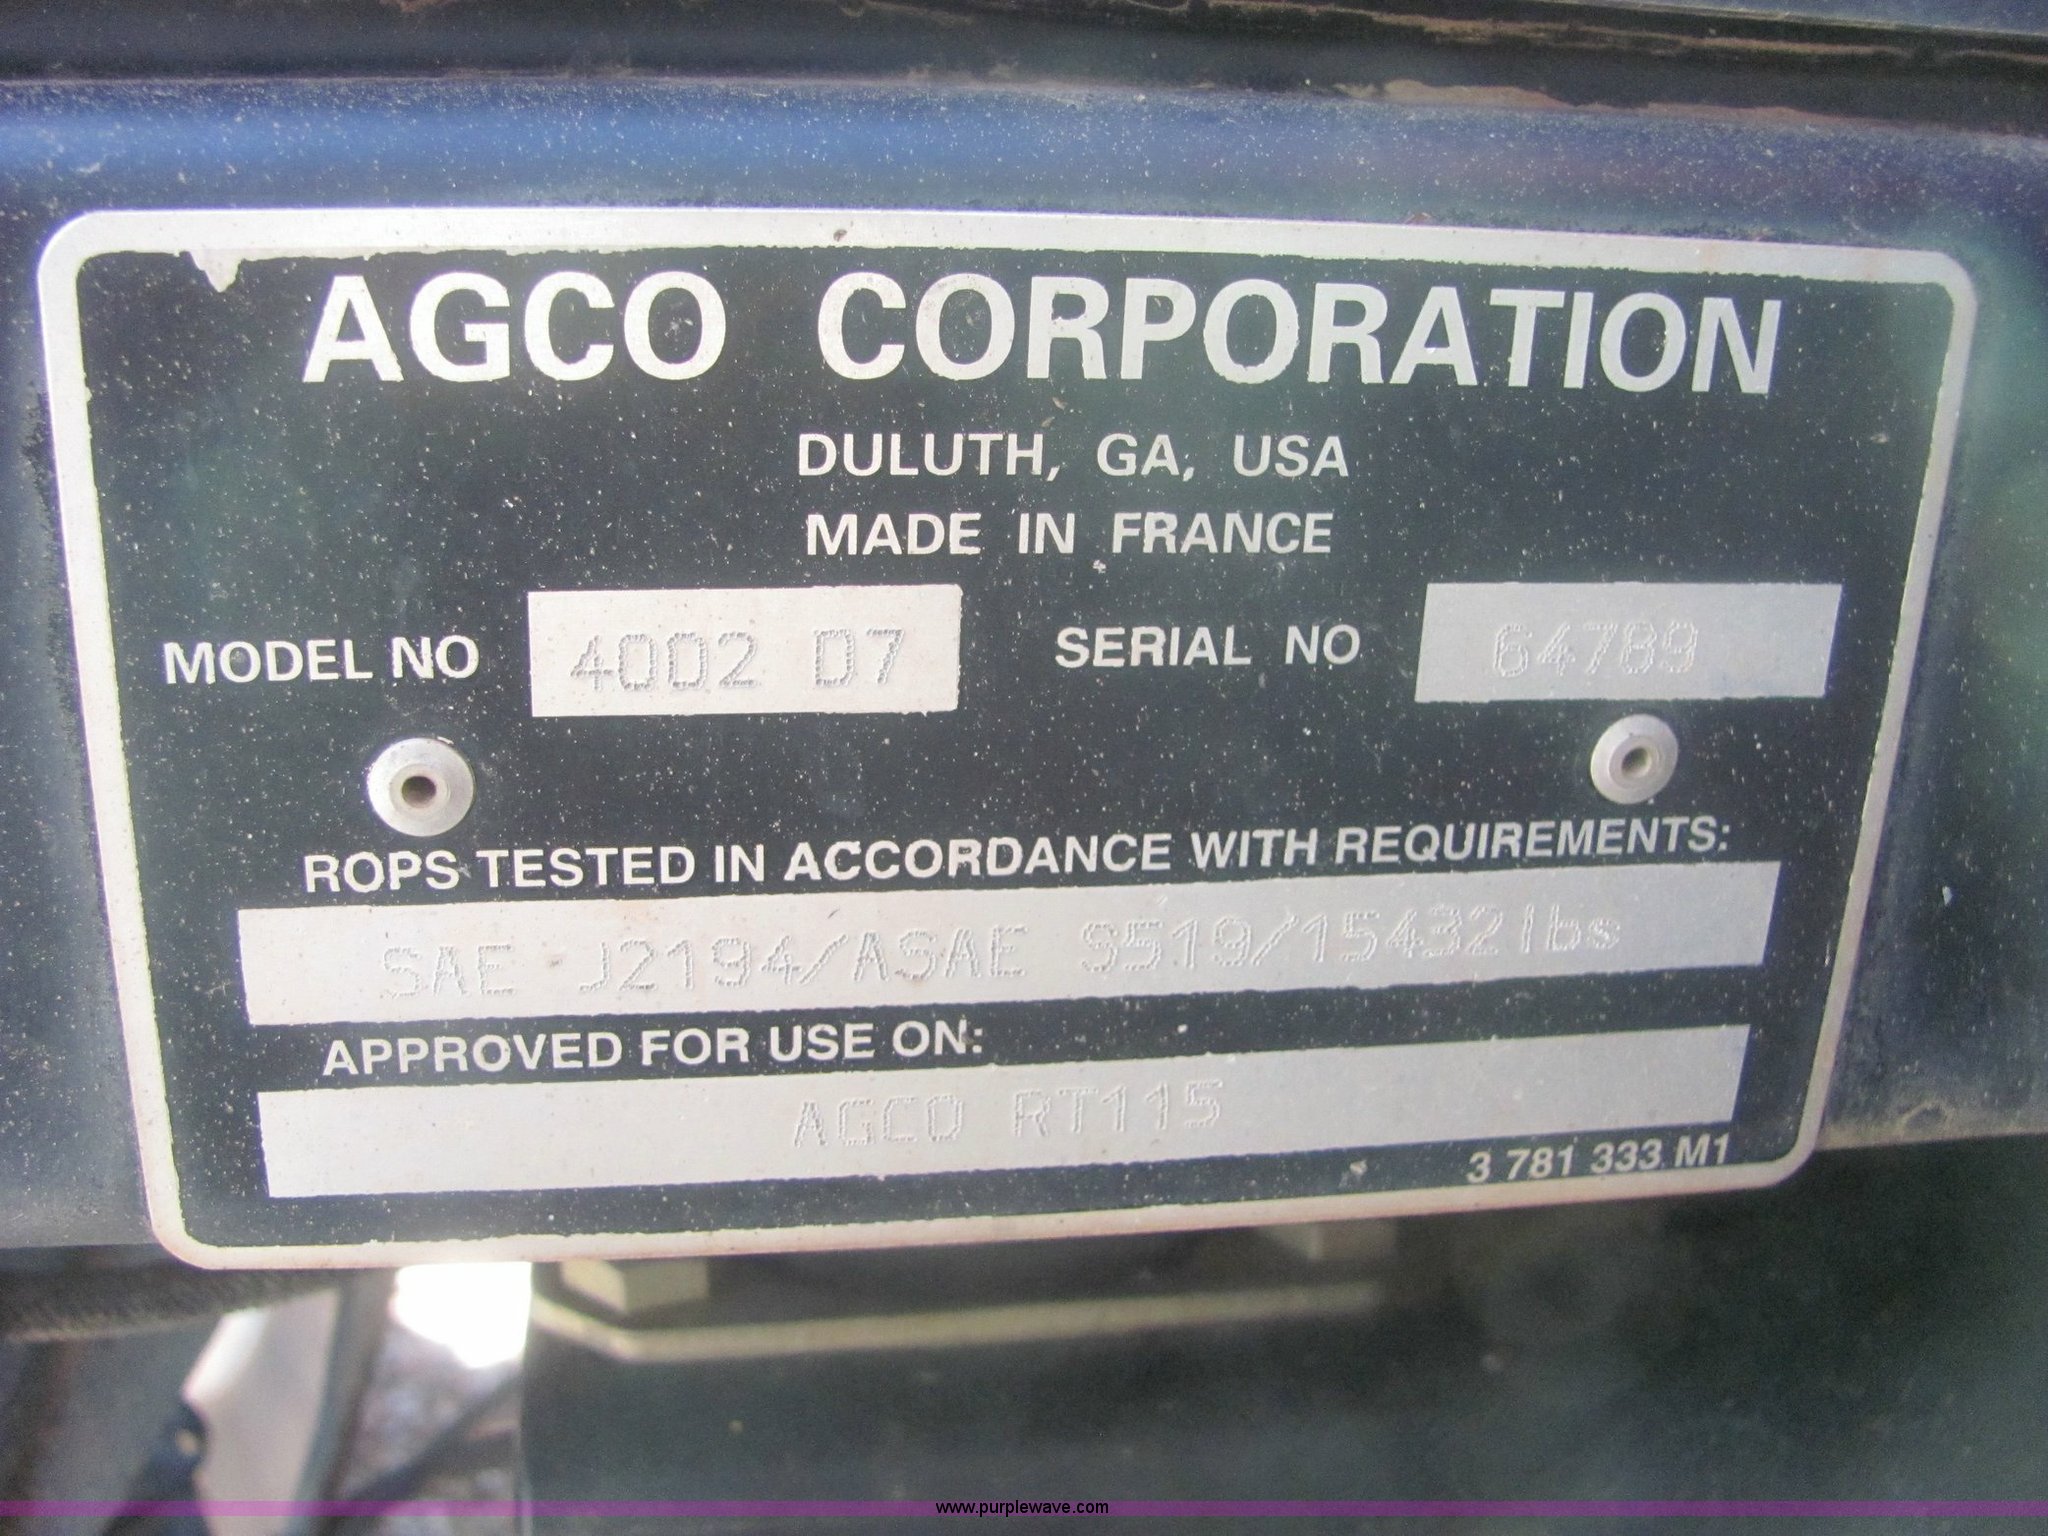 AGCO CORPORATION
DULUTH, GA, USA
MADE IN FRANCE
MODEL NO 4002 07 SERIAL NO 64789
ROPS TESTED IN ACCORDANCE WITH REQUIREMENTS:
SAE J2194/ASAE S519/15432lbs
APPROVED FOR USE ON:
AGCO RT115
3 781 333 M1
www.purplewave.com